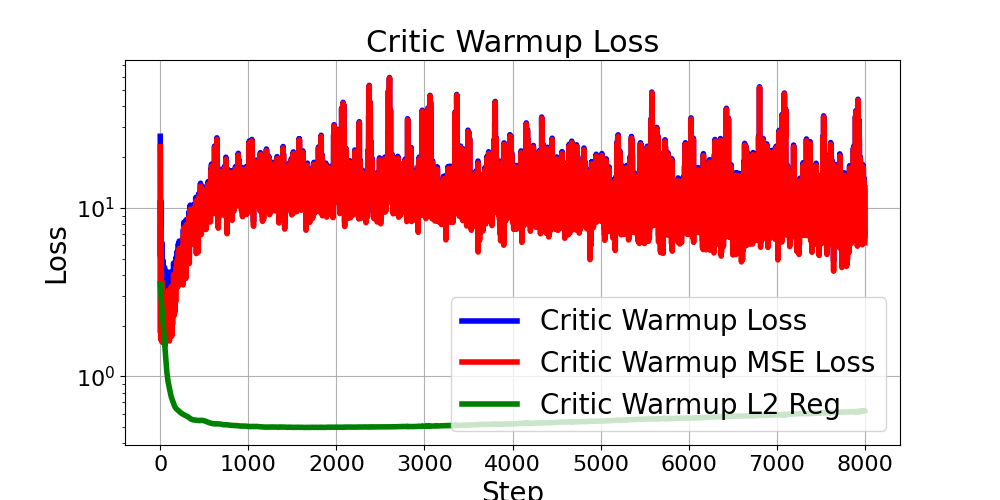 Critic Warmup Loss
Loss
10¹
10⁰
Critic Warmup Loss
Critic Warmup MSE Loss
Critic Warmup L2 Reg
0 1000 2000 3000 4000 5000 6000 7000 8000
Step